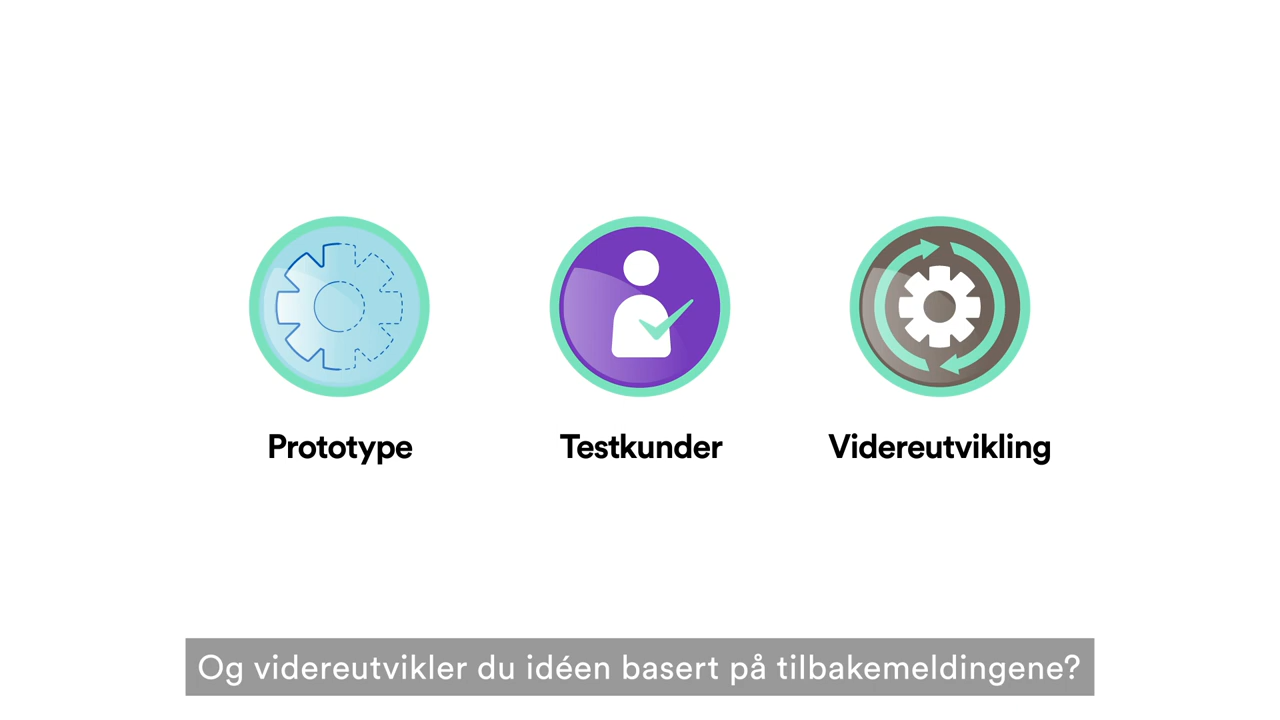 Prototype
Testkunder
Videreutvikling
Og videreutvikler du idéen basert på tilbakemeldingene?